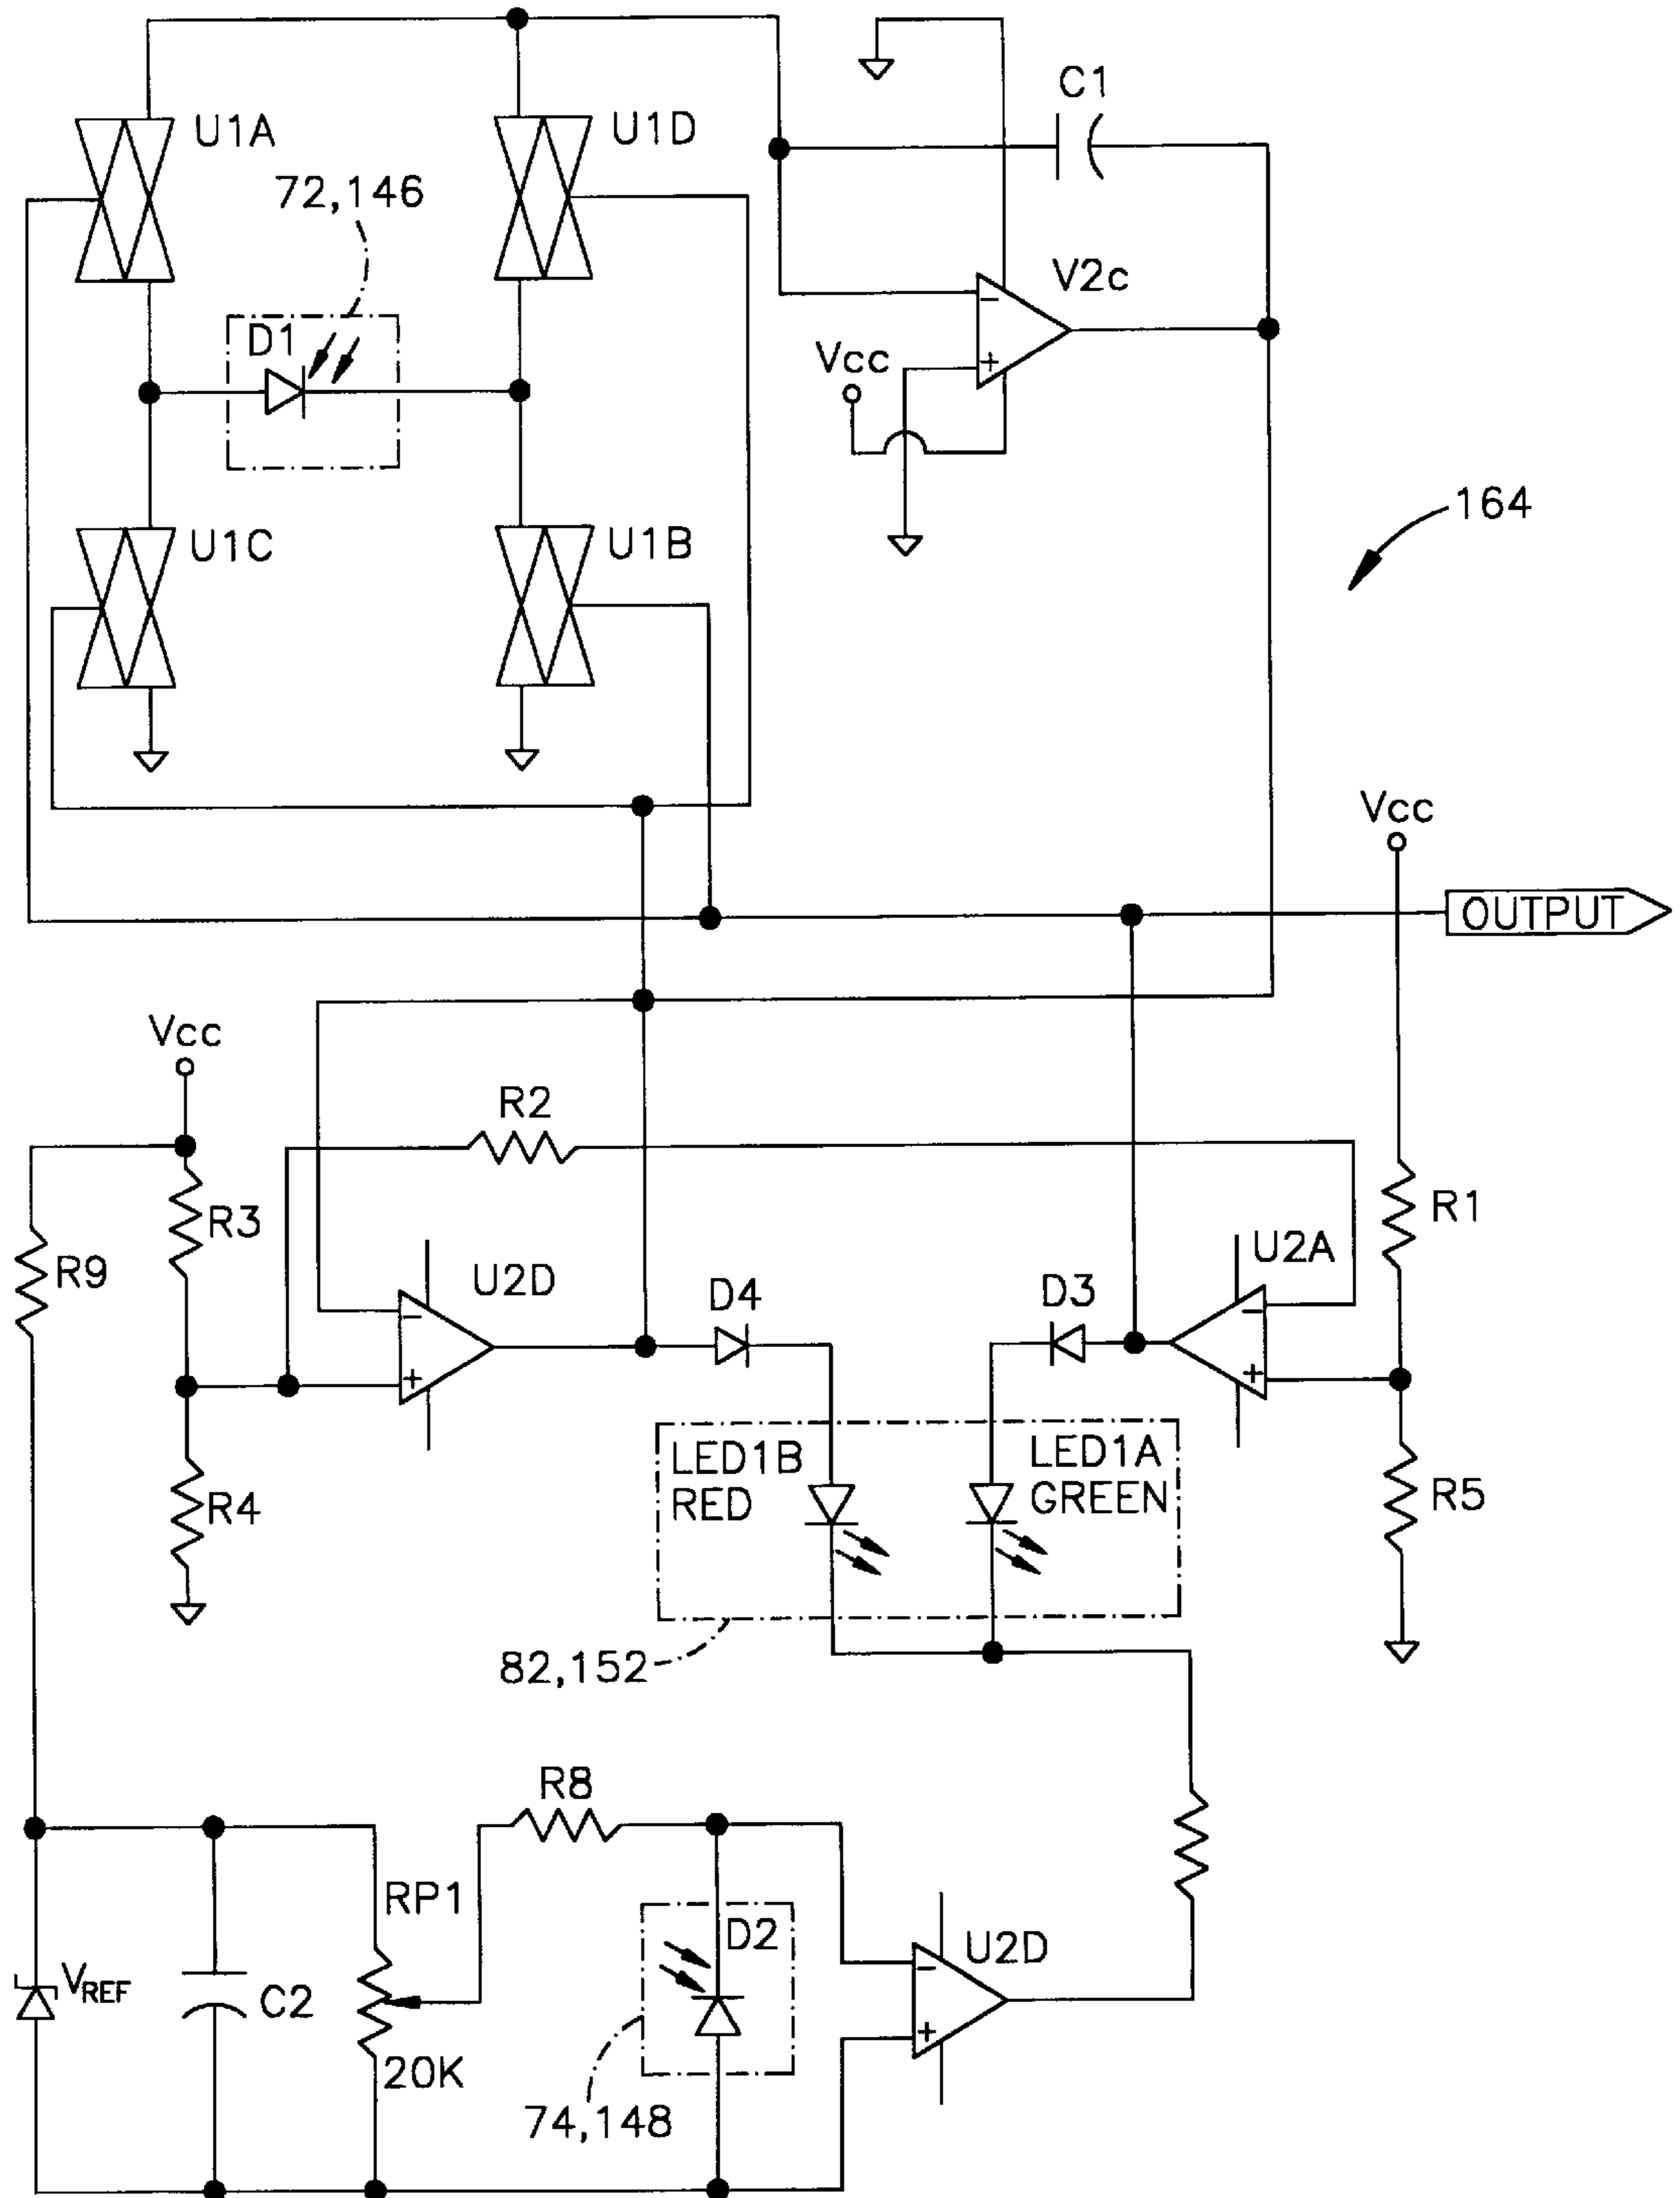 C1
U1A
U1D
72,146
V2c
D1
Vcc
−
+
164
U1C
U1B
Vcc
OUTPUT
Vcc
R2
R3
R1
R9
U2D
D4
D3
U2A
−
+
−
+
LED1B
RED
LED1A
GREEN
R4
R5
82,152
R8
RP1
D2
U2D
VREF
C2
−
+
20K
74,148